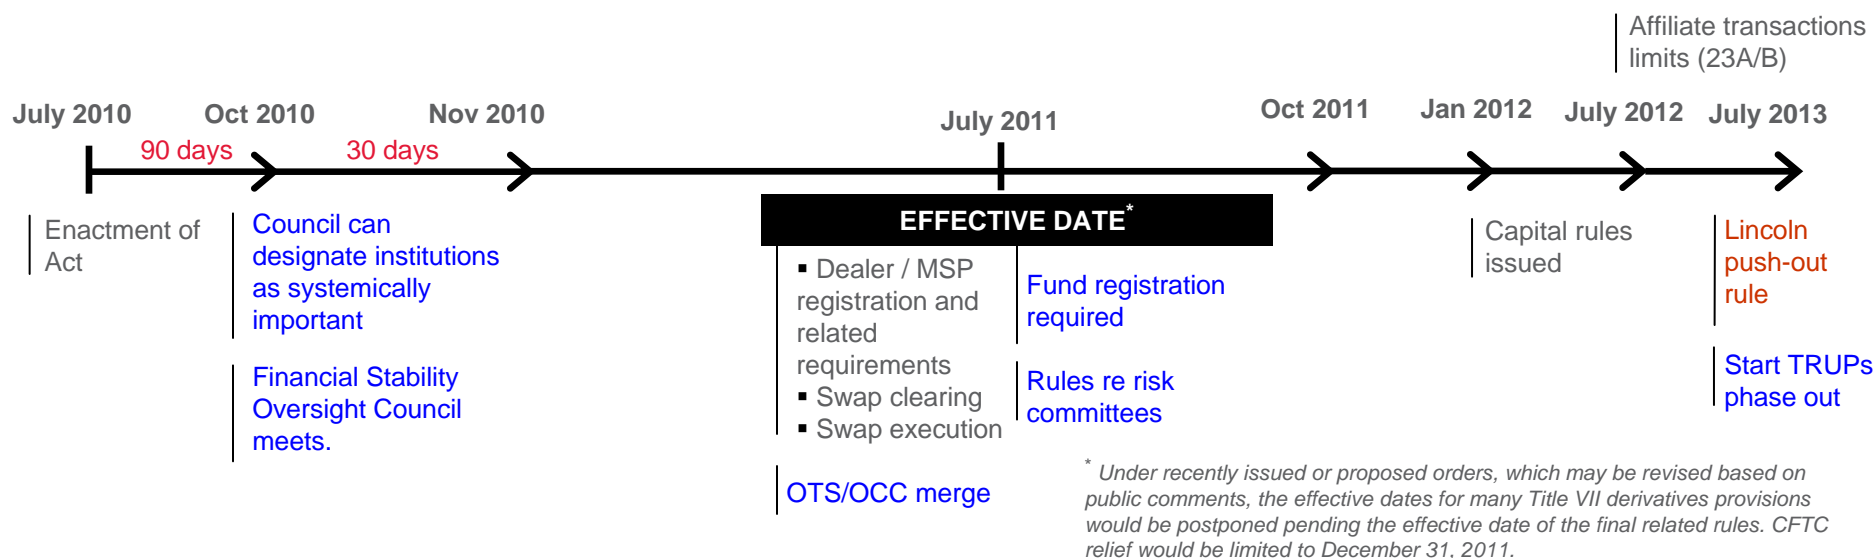 Affiliate transactions
limits (23A/B)
July 2010
Oct 2010
Nov 2010
July 2011
Oct 2011
Jan 2012
July 2012
July 2013
90 days
30 days
Enactment of
Act
Council can
designate institutions
as systemically
important
Financial Stability
Oversight Council
meets.
EFFECTIVE DATE*
▪ Dealer / MSP
registration and
related
requirements
▪ Swap clearing
▪ Swap execution
OTS/OCC merge
Fund registration
required
Rules re risk
committees
Capital rules
issued
Lincoln
push-out
rule
Start TRUPs
phase out
* Under recently issued or proposed orders, which may be revised based on
public comments, the effective dates for many Title VII derivatives provisions
would be postponed pending the effective date of the final related rules. CFTC
relief would be limited to December 31, 2011.